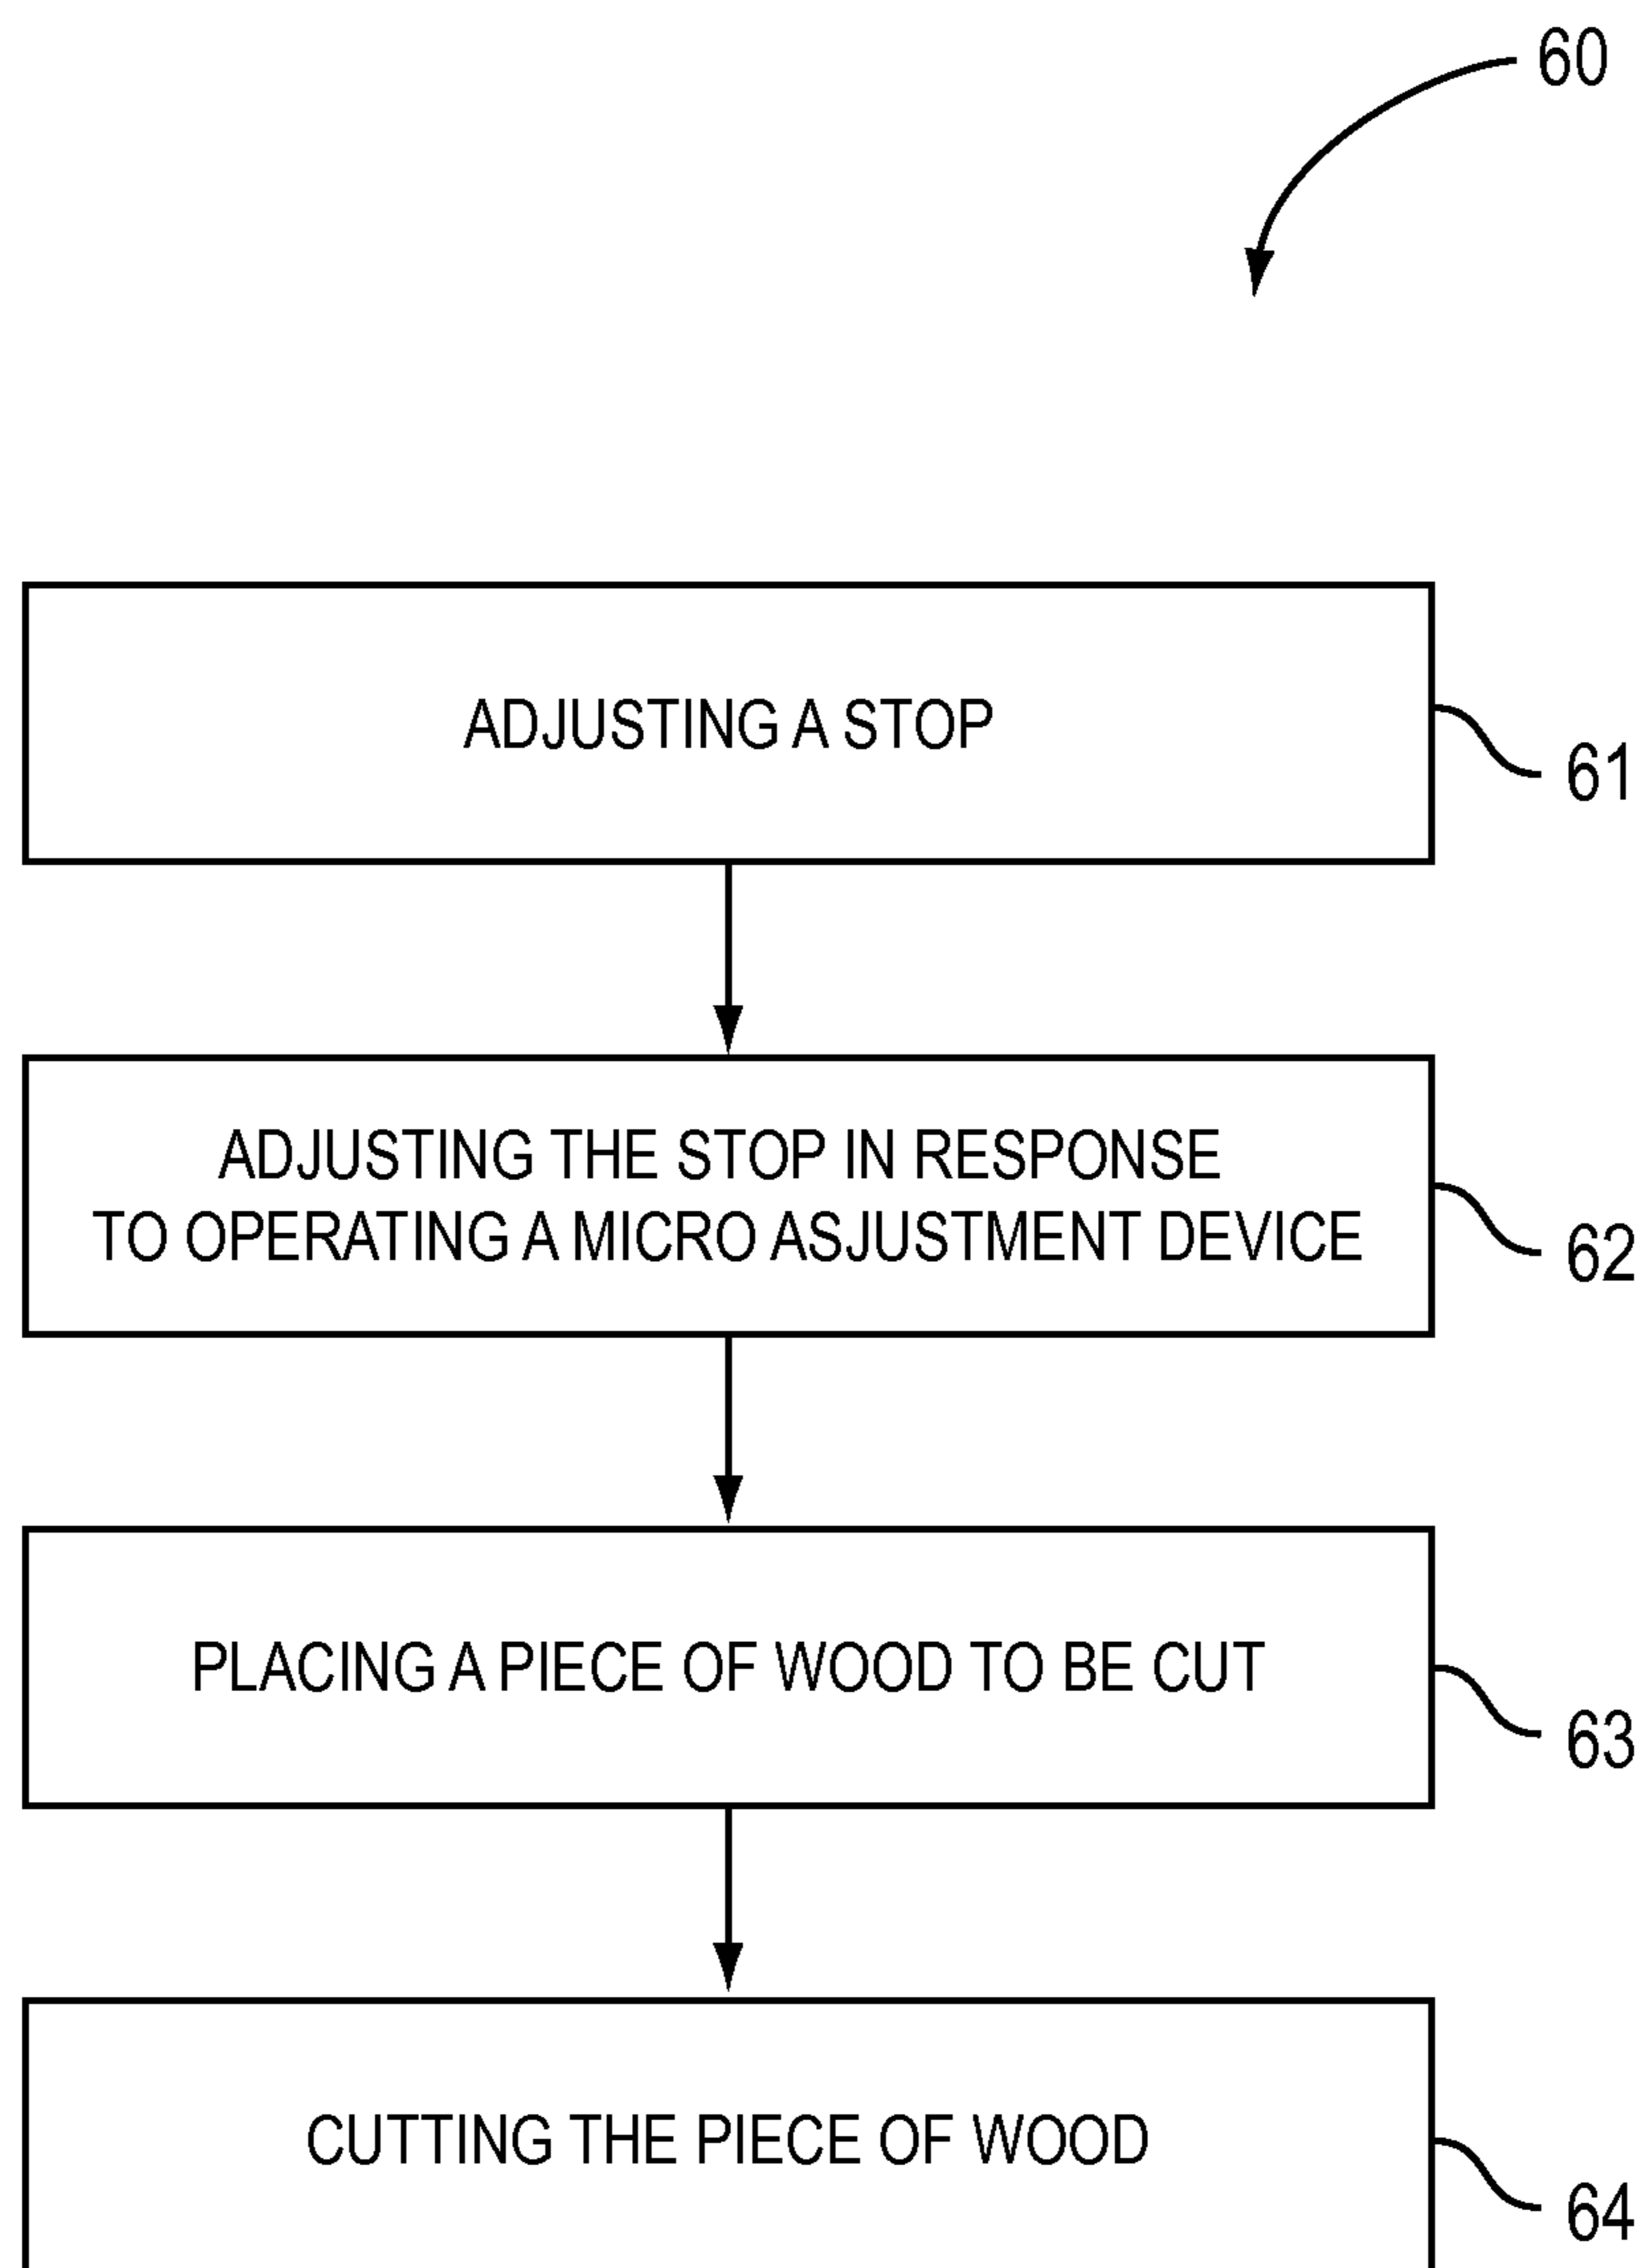 60
ADJUSTING A STOP
61
ADJUSTING THE STOP IN RESPONSE
TO OPERATING A MICRO ASJUSTMENT DEVICE
62
PLACING A PIECE OF WOOD TO BE CUT
63
CUTTING THE PIECE OF WOOD
64